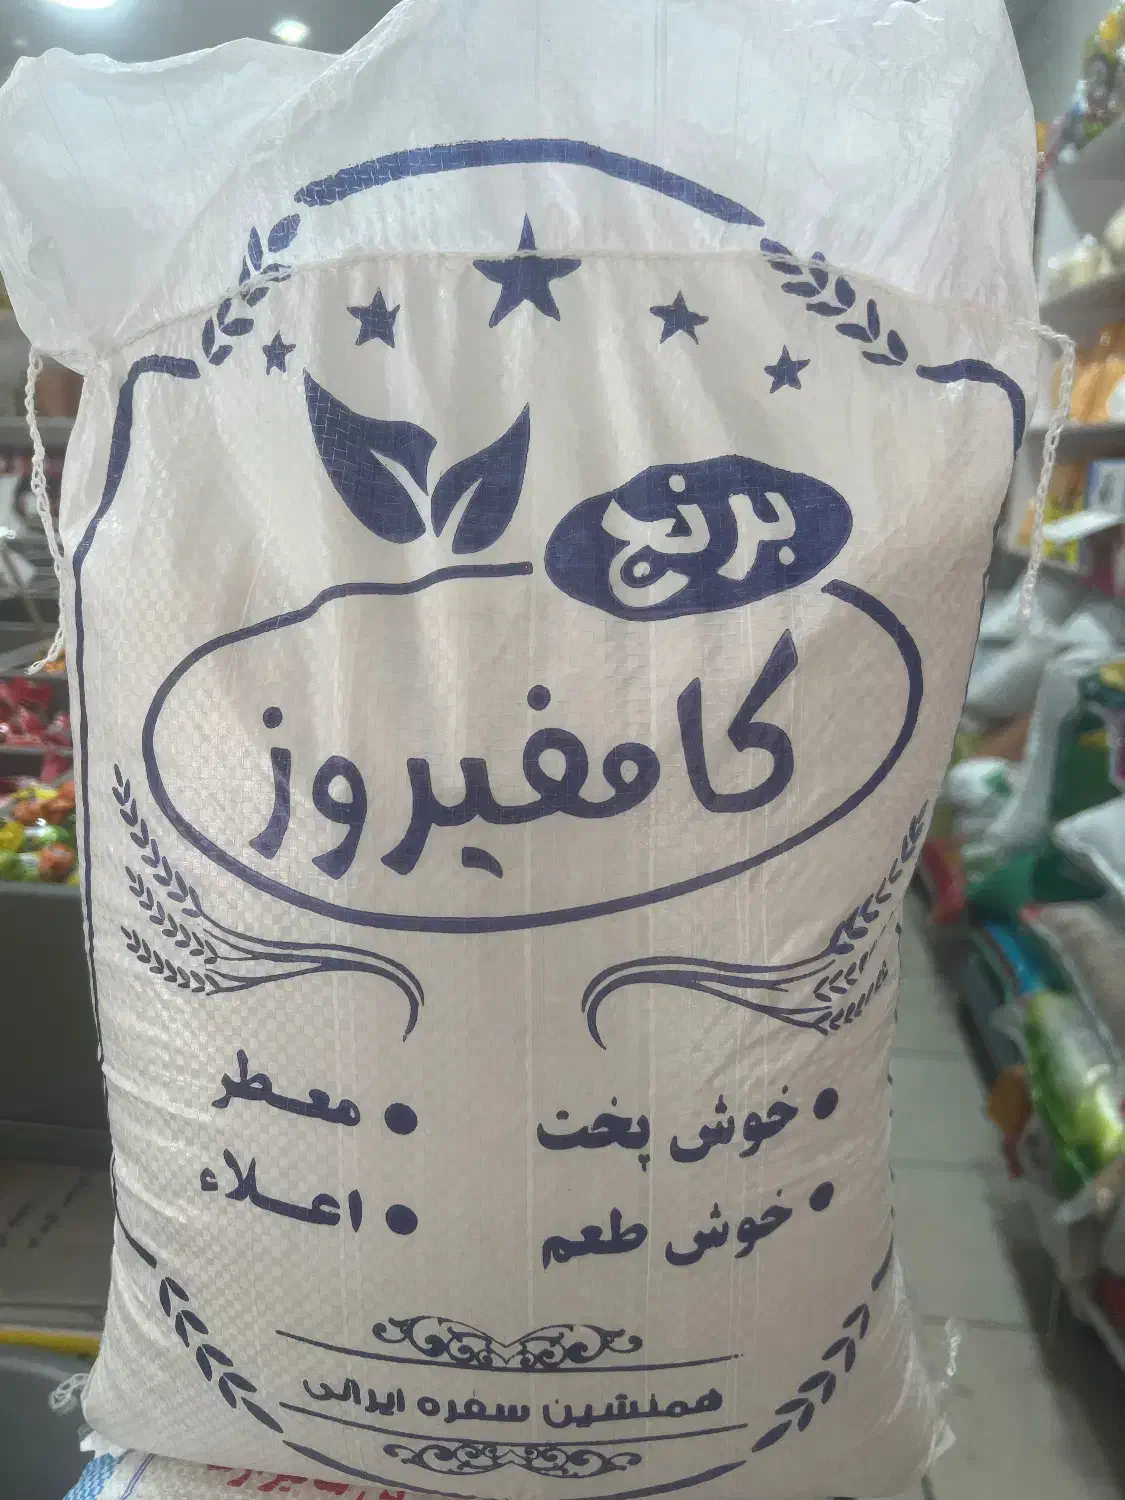 برنج
کامفیروز
خوش پخت
معطر
خوش طعم
اعلاء
همنشین سفره ایرانی